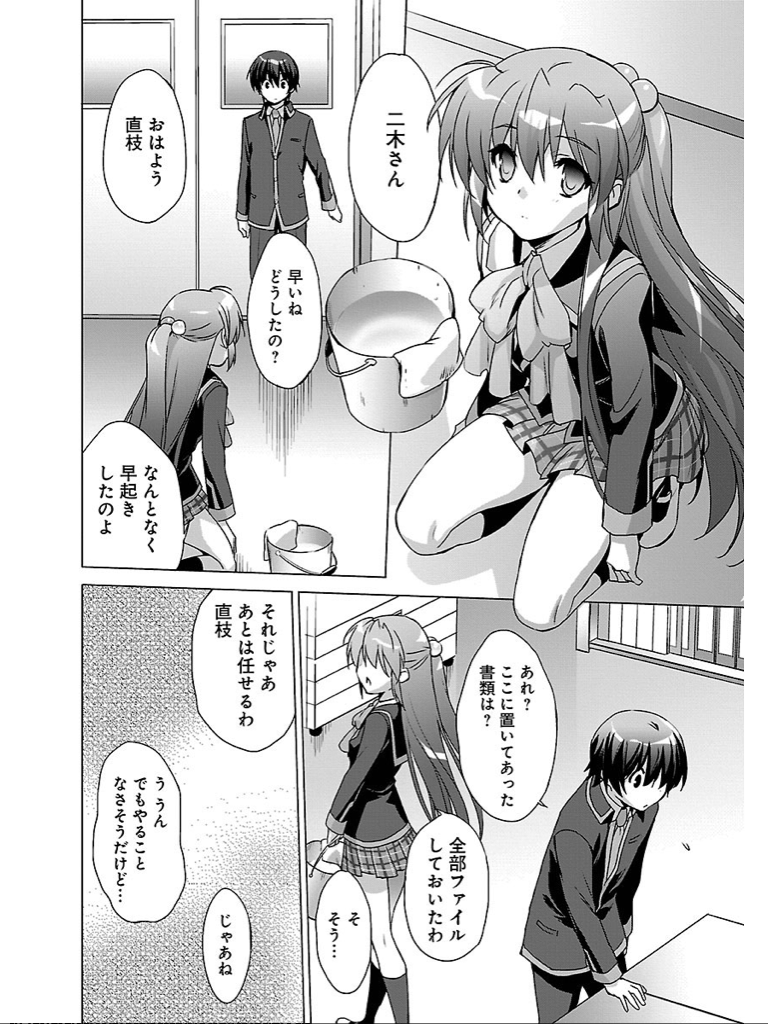 二木さん
おはよう
直枝
早いね
どうしたの？
なんとなく
早起き
したのよ
あれ？
ここに置いてあった
書類は？
全部ファイル
しておいたわ
そ
そう…
それじゃあ
あとは任せるわ
直枝
う うん
でもやること
なさそうだけど…
じゃあね